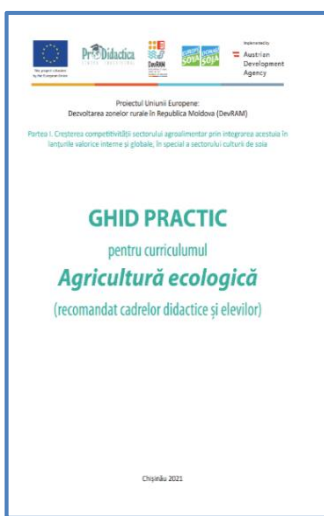 Pro Didactica
DevRAM
Implemented by
Austrian
Development
Agency
Proiectul Uniunii Europene:
Dezvoltarea zonelor rurale în Republica Moldova (DevRAM)
Partea I. Creșterea competitivității sectorului agroalimentar prin integrarea acestuia în
lanțurile valorice interne și globale, în special a sectorului culturii de soia
GHID PRACTIC
pentru curriculumul
Agricultură ecologică
(recomandat cadrelor didactice și elevilor)
Chișinău 2021